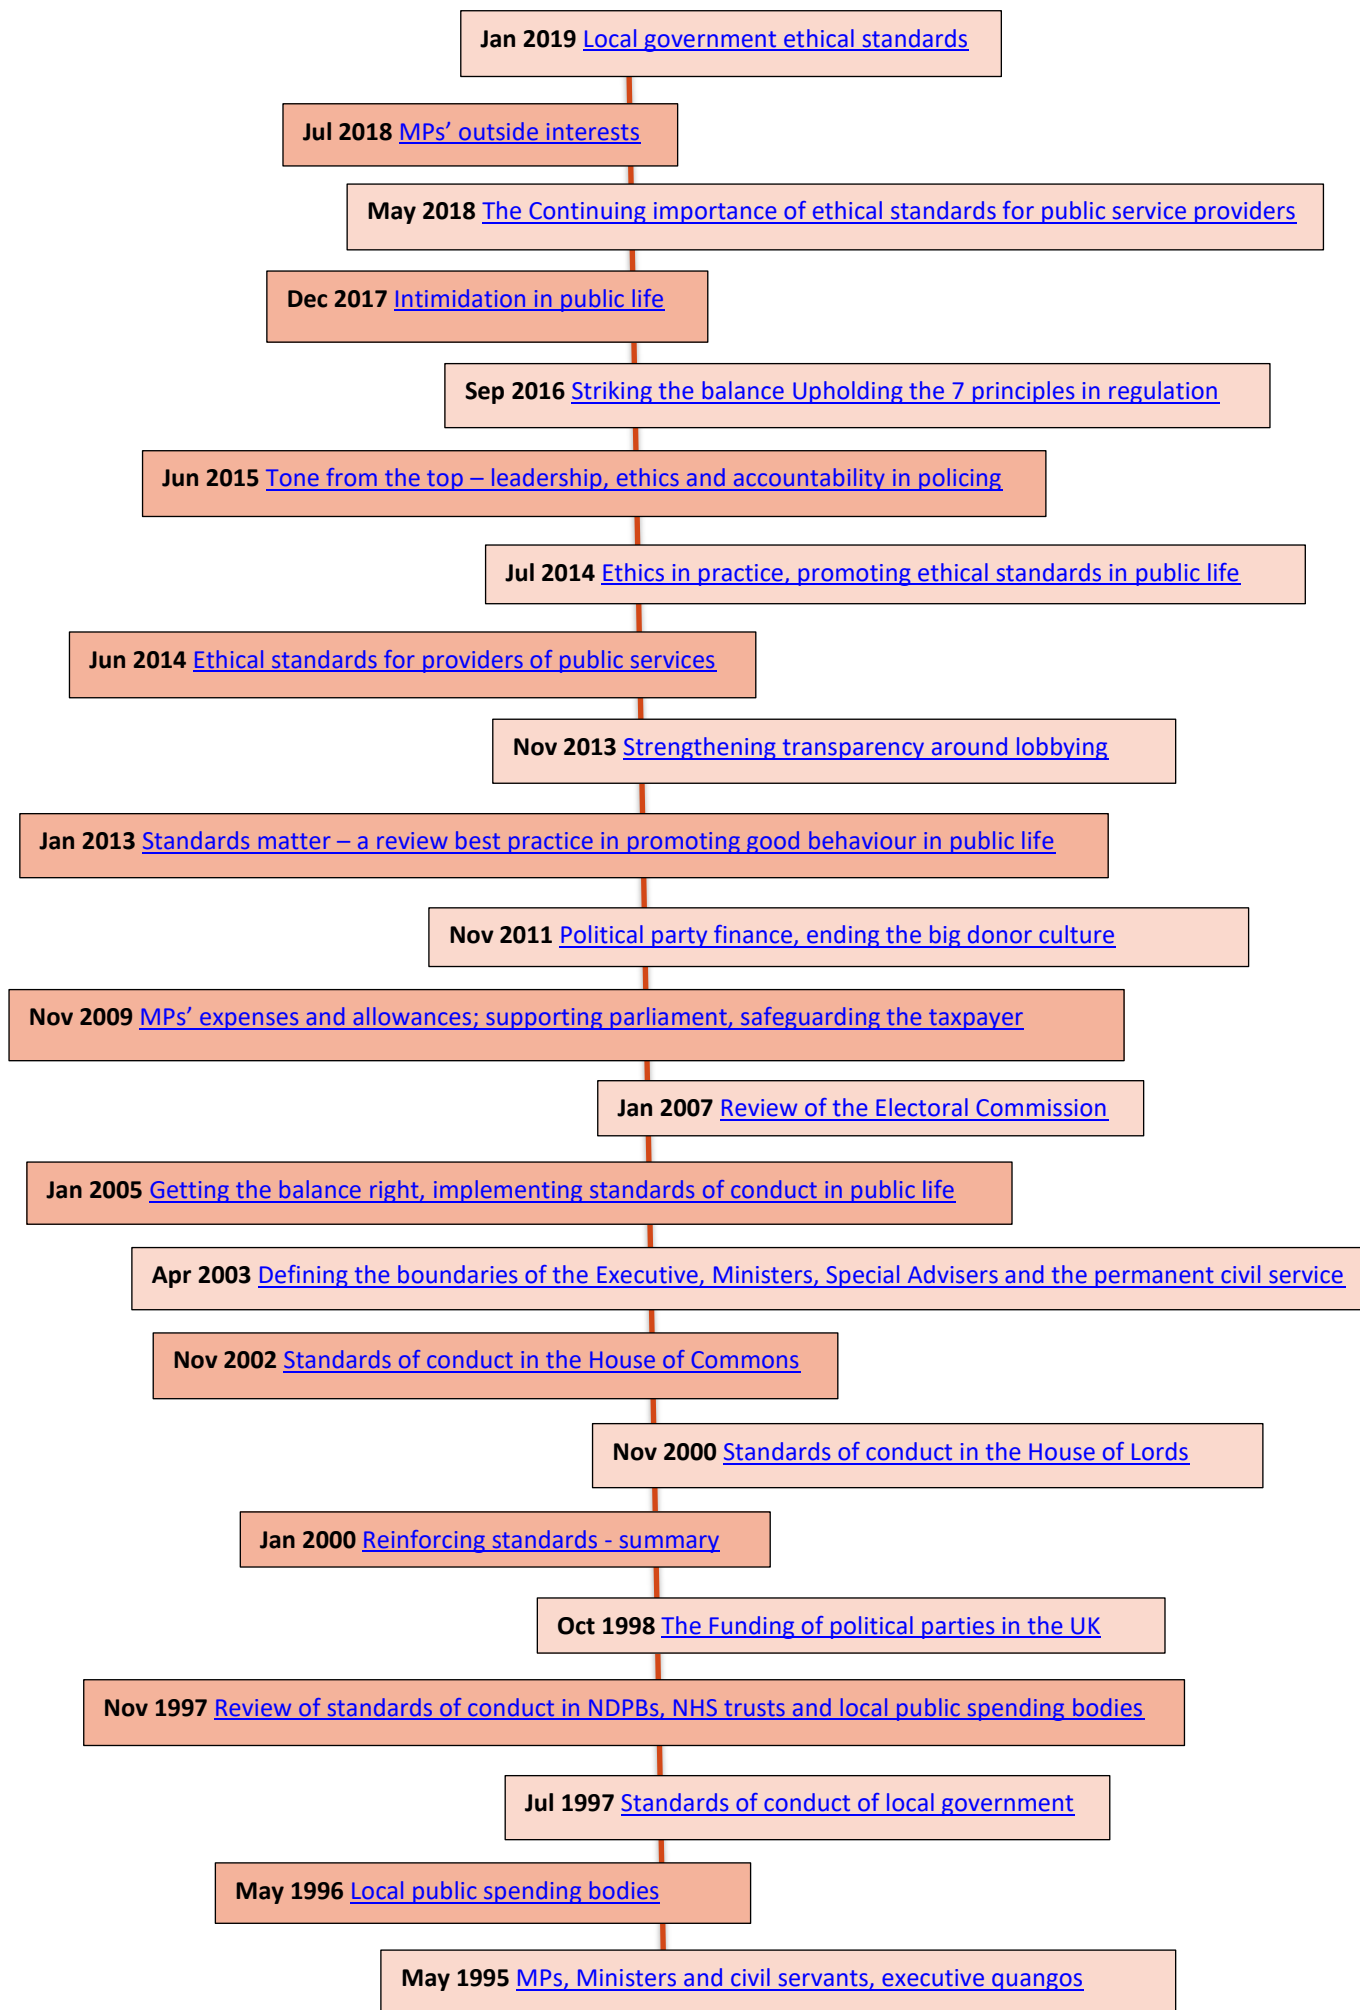 Jan 2019 Local government ethical standards
Jul 2018 MPs’ outside interests
May 2018 The Continuing importance of ethical standards for public service providers
Dec 2017 Intimidation in public life
Sep 2016 Striking the balance Upholding the 7 principles in regulation
Jun 2015 Tone from the top – leadership, ethics and accountability in policing
Jul 2014 Ethics in practice, promoting ethical standards in public life
Jun 2014 Ethical standards for providers of public services
Nov 2013 Strengthening transparency around lobbying
Jan 2013 Standards matter – a review best practice in promoting good behaviour in public life
Nov 2011 Political party finance, ending the big donor culture
Nov 2009 MPs’ expenses and allowances; supporting parliament, safeguarding the taxpayer
Jan 2007 Review of the Electoral Commission
Jan 2005 Getting the balance right, implementing standards of conduct in public life
Apr 2003 Defining the boundaries of the Executive, Ministers, Special Advisers and the permanent civil service
Nov 2002 Standards of conduct in the House of Commons
Nov 2000 Standards of conduct in the House of Lords
Jan 2000 Reinforcing standards - summary
Oct 1998 The Funding of political parties in the UK
Nov 1997 Review of standards of conduct in NDPBs, NHS trusts and local public spending bodies
Jul 1997 Standards of conduct of local government
May 1996 Local public spending bodies
May 1995 MPs, Ministers and civil servants, executive quangos